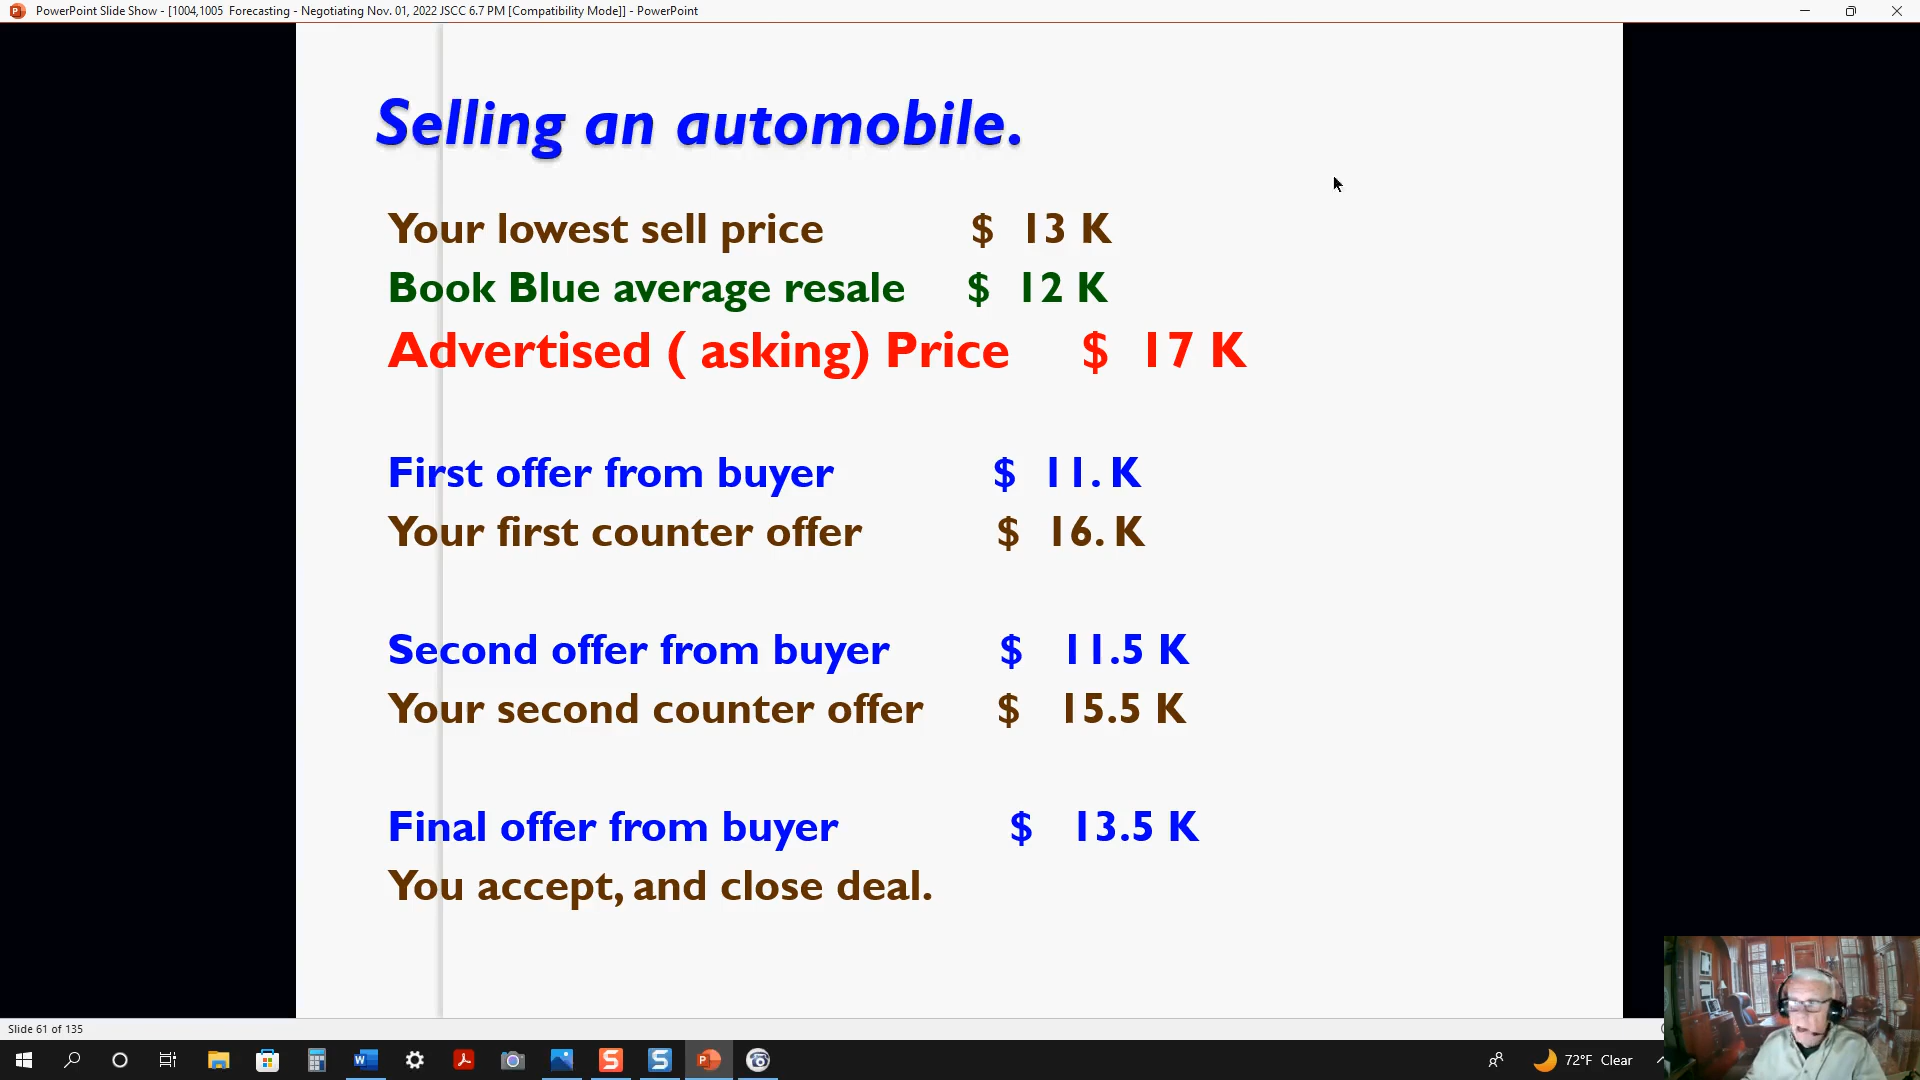 PowerPoint Slide Show - [1004,1005 Forecasting - Negotiating Nov. 01, 2022 JSCC 6.7 PM [Compatibility Mode]] - PowerPoint
Selling an automobile.
Your lowest sell price $ 13 K
Book Blue average resale $ 12 K
Advertised ( asking) Price $ 17 K
First offer from buyer $ 11. K
Your first counter offer $ 16. K
Second offer from buyer $ 11.5 K
Your second counter offer $ 15.5 K
Final offer from buyer $ 13.5 K
You accept, and close deal.
Slide 61 of 135
72°F Clear